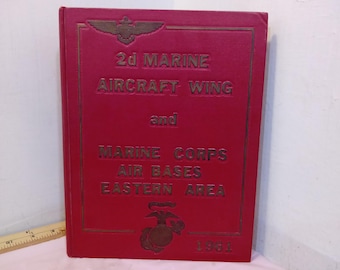 2d MARINE
AIRCRAFT WING
and
MARINE CORPS
AIR BASES
EASTERN AREA